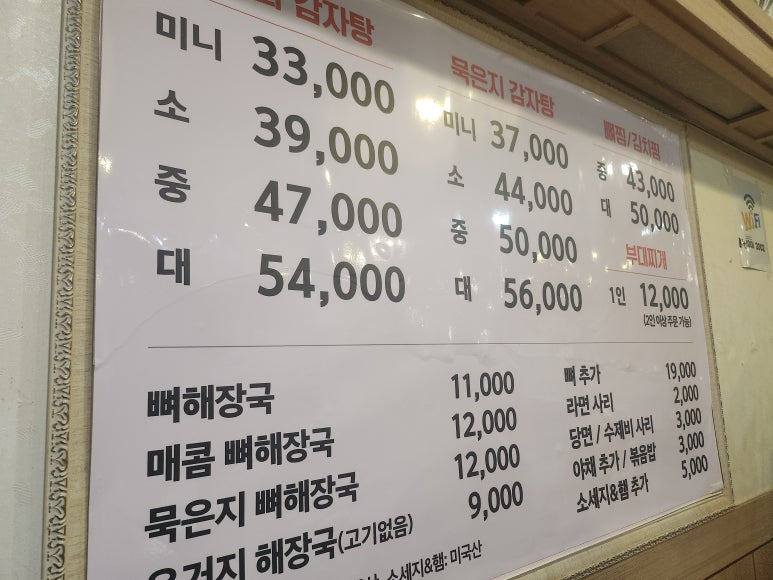 감자탕
미니 33,000
소 39,000
중 47,000
대 54,000
묵은지 감자탕
미니 37,000
소 44,000
중 50,000
대 56,000
뼈찜/김치찜
중 43,000
대 50,000
부대찌개
1인 12,000
(2인 이상 주문 가능)
뼈해장국 11,000
매콤 뼈해장국 12,000
묵은지 뼈해장국 12,000
해장국(고기없음) 9,000
뼈 추가 19,000
라면 사리 2,000
당면 / 수제비 사리 3,000
야채 추가 / 볶음밥 3,000
소세지&햄 추가 5,000
소세지&햄: 미국산
WiFi